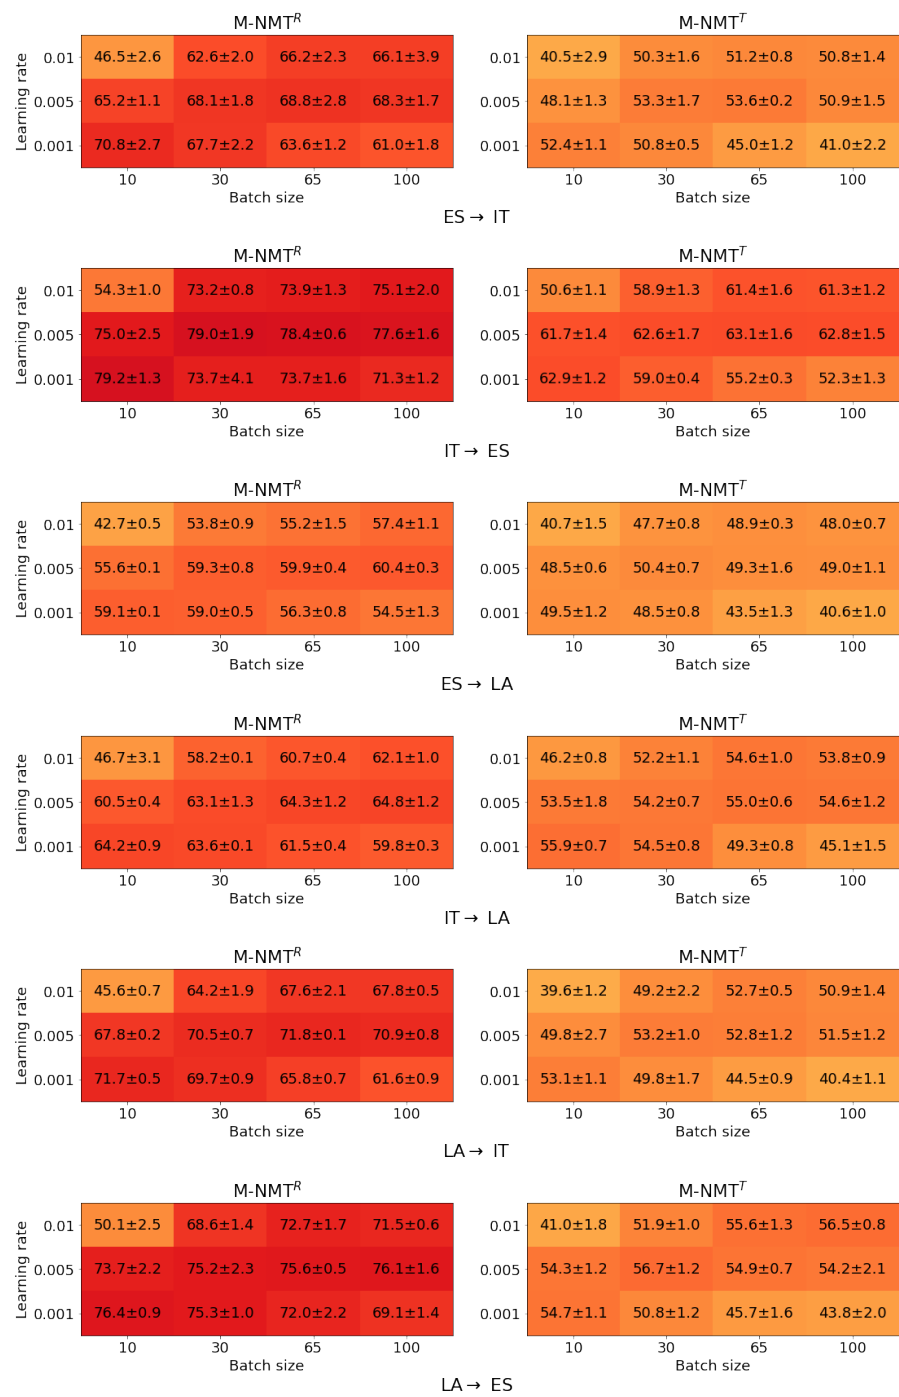 M-NMT^R M-NMT^T
Learning rate
0.01 46.5±2.6 62.6±2.0 66.2±2.3 66.1±3.9 40.5±2.9 50.3±1.6 51.2±0.8 50.8±1.4
0.005 65.2±1.1 68.1±1.8 68.8±2.8 68.3±1.7 48.1±1.3 53.3±1.7 53.6±0.2 50.9±1.5
0.001 70.8±2.7 67.7±2.2 63.6±1.2 61.0±1.8 52.4±1.1 50.8±0.5 45.0±1.2 41.0±2.2
10 30 65 100 10 30 65 100
Batch size Batch size
ES→ IT
M-NMT^R M-NMT^T
Learning rate
0.01 54.3±1.0 73.2±0.8 73.9±1.3 75.1±2.0 50.6±1.1 58.9±1.3 61.4±1.6 61.3±1.2
0.005 75.0±2.5 79.0±1.9 78.4±0.6 77.6±1.6 61.7±1.4 62.6±1.7 63.1±1.6 62.8±1.5
0.001 79.2±1.3 73.7±4.1 73.7±1.6 71.3±1.2 62.9±1.2 59.0±0.4 55.2±0.3 52.3±1.3
10 30 65 100 10 30 65 100
Batch size Batch size
IT→ ES
M-NMT^R M-NMT^T
Learning rate
0.01 42.7±0.5 53.8±0.9 55.2±1.5 57.4±1.1 40.7±1.5 47.7±0.8 48.9±0.3 48.0±0.7
0.005 55.6±0.1 59.3±0.8 59.9±0.4 60.4±0.3 48.5±0.6 50.4±0.7 49.3±1.6 49.0±1.1
0.001 59.1±0.1 59.0±0.5 56.3±0.8 54.5±1.3 49.5±1.2 48.5±0.8 43.5±1.3 40.6±1.0
10 30 65 100 10 30 65 100
Batch size Batch size
ES→ LA
M-NMT^R M-NMT^T
Learning rate
0.01 46.7±3.1 58.2±0.1 60.7±0.4 62.1±1.0 46.2±0.8 52.2±1.1 54.6±1.0 53.8±0.9
0.005 60.5±0.4 63.1±1.3 64.3±1.2 64.8±1.2 53.5±1.8 54.2±0.7 55.0±0.6 54.6±1.2
0.001 64.2±0.9 63.6±0.1 61.5±0.4 59.8±0.3 55.9±0.7 54.5±0.8 49.3±0.8 45.1±1.5
10 30 65 100 10 30 65 100
Batch size Batch size
IT→ LA
M-NMT^R M-NMT^T
Learning rate
0.01 45.6±0.7 64.2±1.9 67.6±2.1 67.8±0.5 39.6±1.2 49.2±2.2 52.7±0.5 50.9±1.4
0.005 67.8±0.2 70.5±0.7 71.8±0.1 70.9±0.8 49.8±2.7 53.2±1.0 52.8±1.2 51.5±1.2
0.001 71.7±0.5 69.7±0.9 65.8±0.7 61.6±0.9 53.1±1.1 49.8±1.7 44.5±0.9 40.4±1.1
10 30 65 100 10 30 65 100
Batch size Batch size
LA→ IT
M-NMT^R M-NMT^T
Learning rate
0.01 50.1±2.5 68.6±1.4 72.7±1.7 71.5±0.6 41.0±1.8 51.9±1.0 55.6±1.3 56.5±0.8
0.005 73.7±2.2 75.2±2.3 75.6±0.5 76.1±1.6 54.3±1.2 56.7±1.2 54.9±0.7 54.2±2.1
0.001 76.4±0.9 75.3±1.0 72.0±2.2 69.1±1.4 54.7±1.1 50.8±1.2 45.7±1.6 43.8±2.0
10 30 65 100 10 30 65 100
Batch size Batch size
LA→ ES